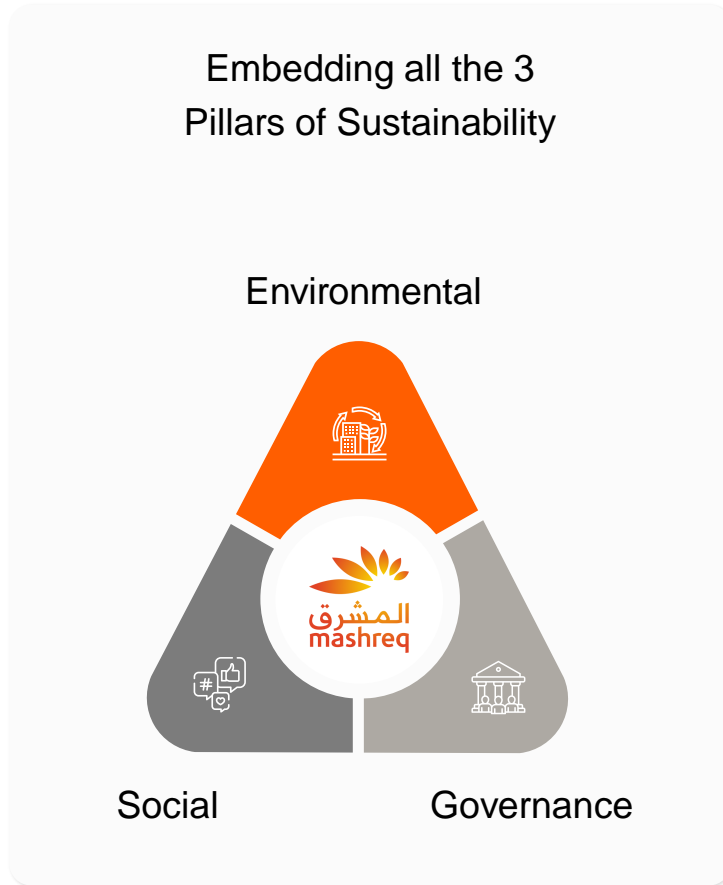 Embedding all the 3
Pillars of Sustainability
Environmental
#
المشرق
mashreq
Social
Governance